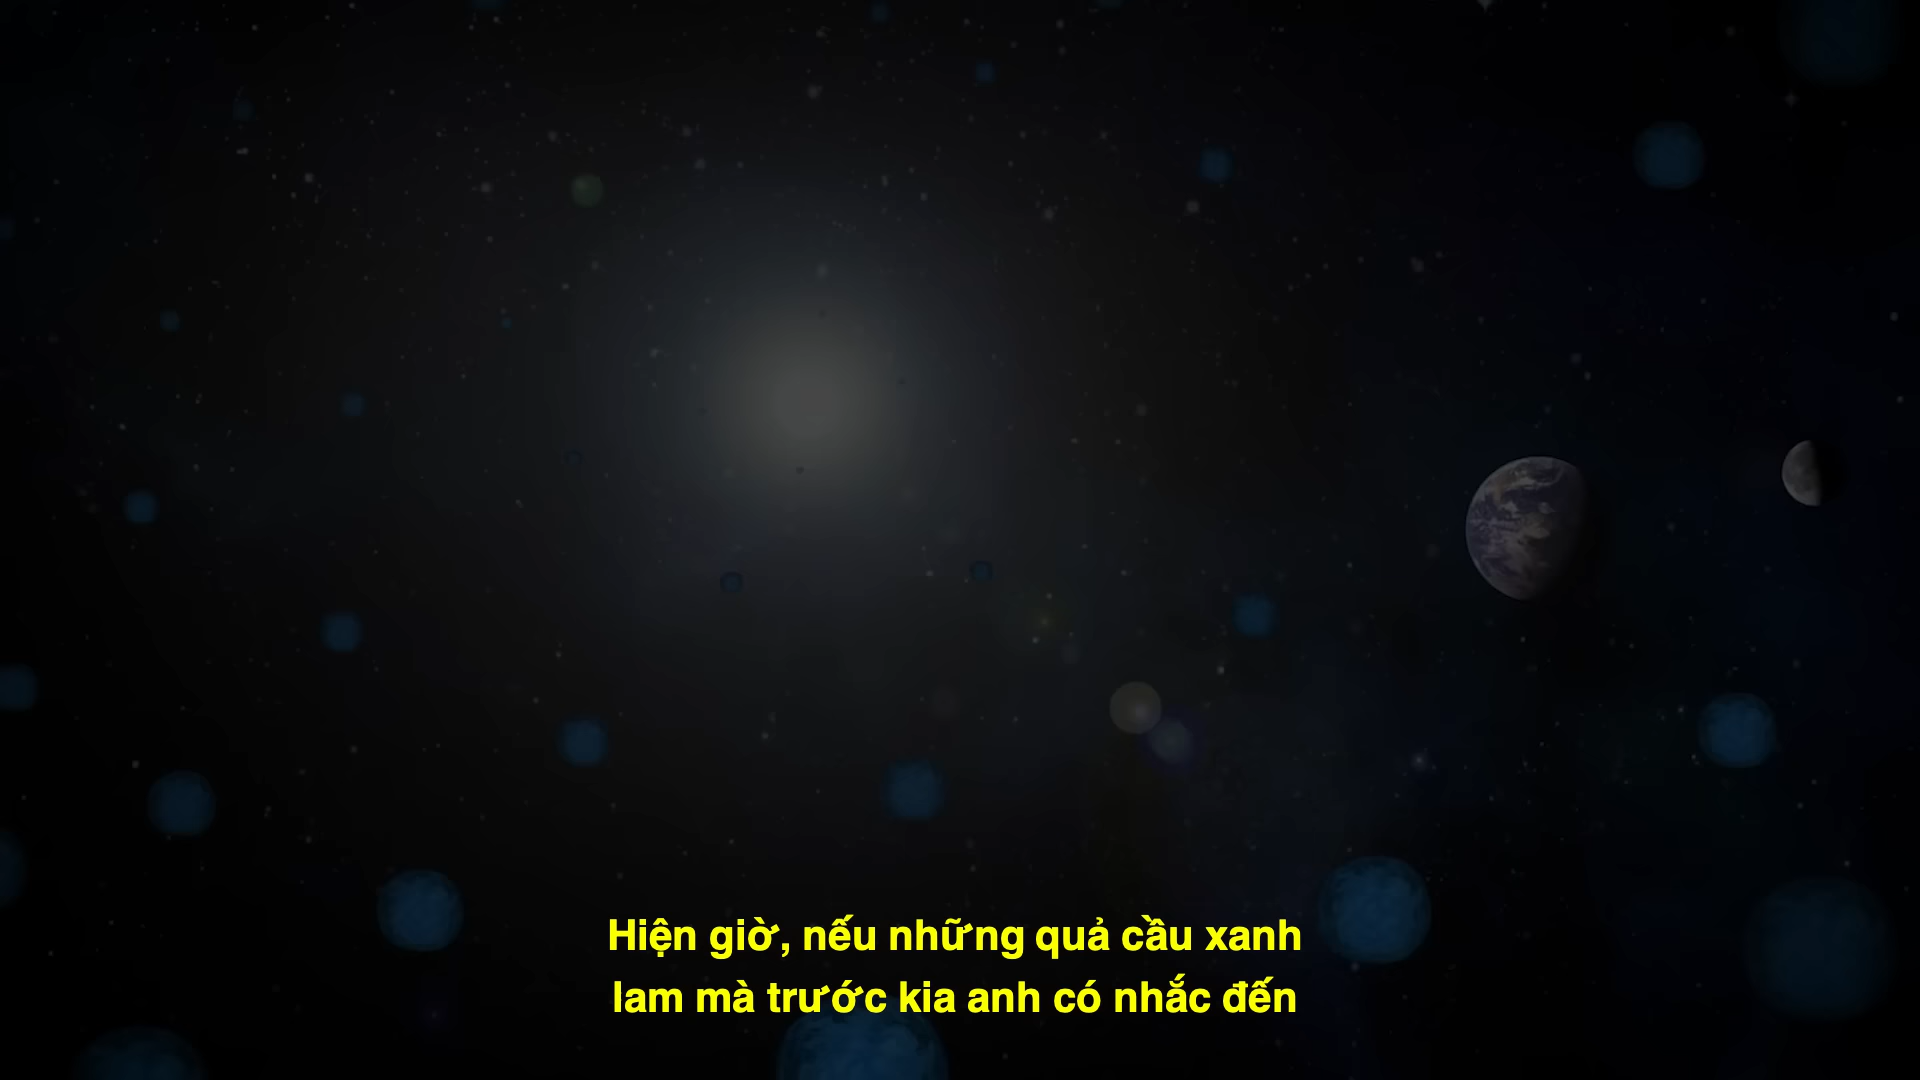 Hiện giờ, nếu những quả cầu xanh
lam mà trước kia anh có nhắc đến